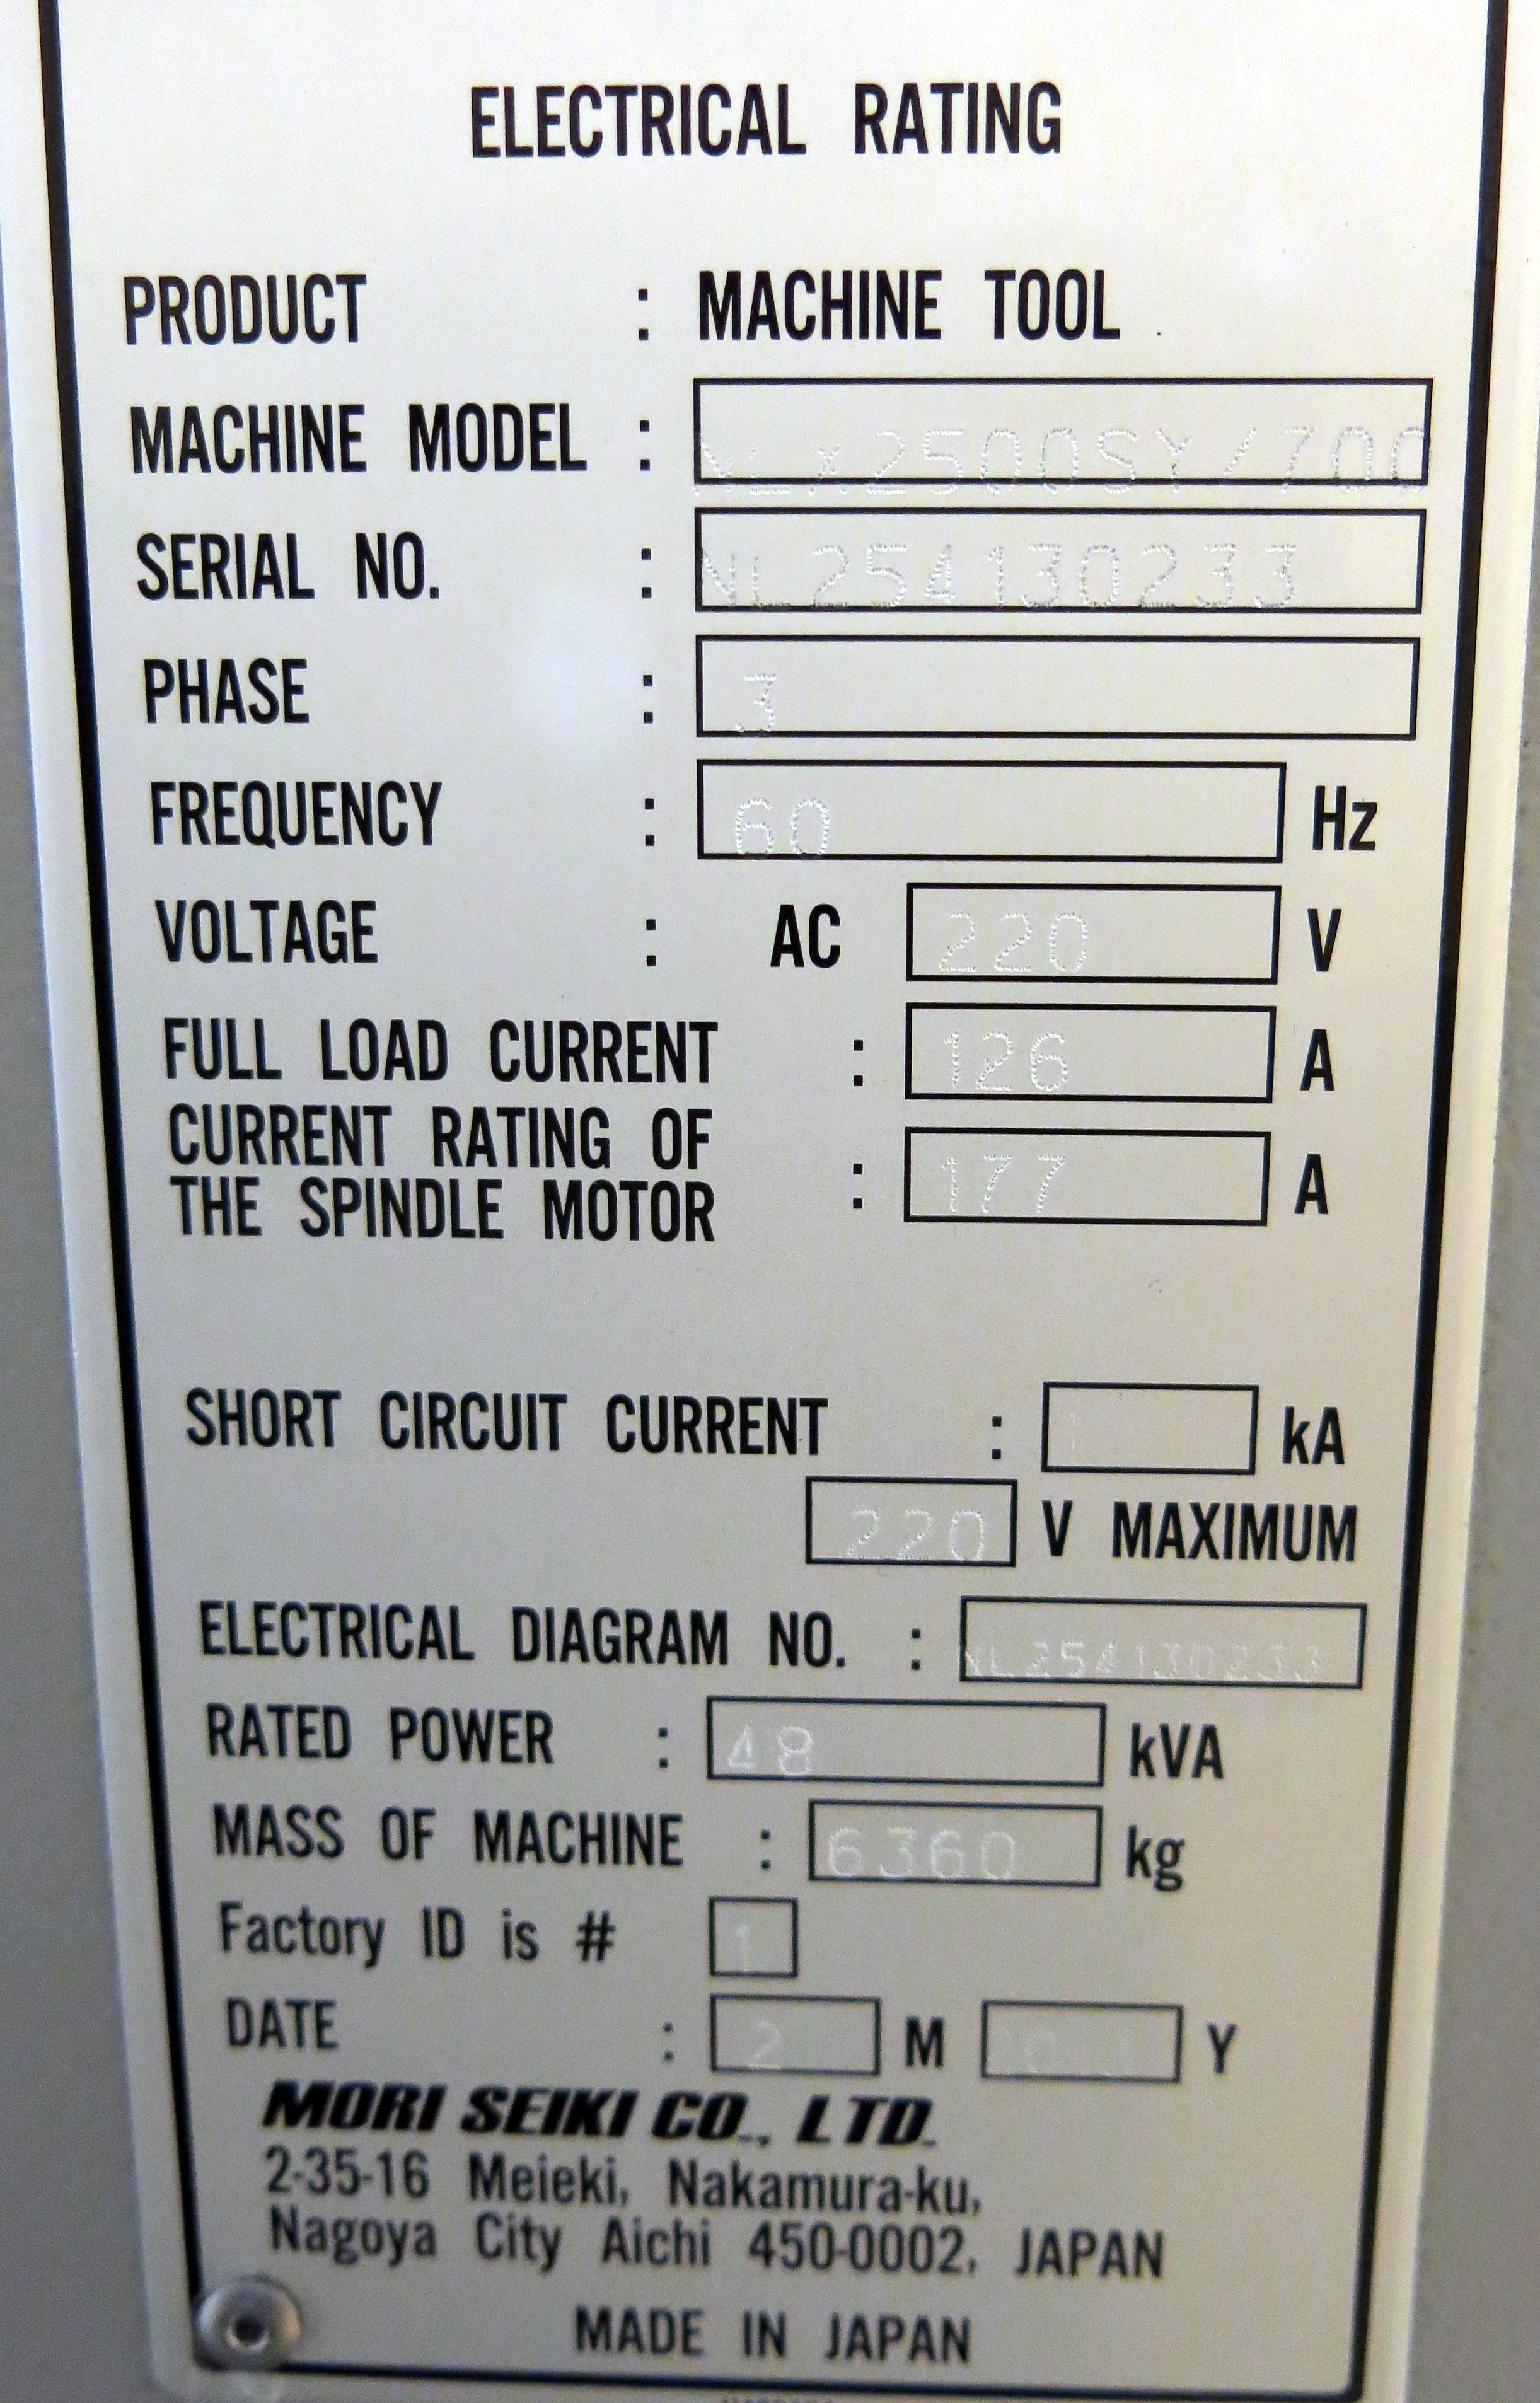 ELECTRICAL RATING
PRODUCT : MACHINE TOOL
MACHINE MODEL : NLX2500SY/700
SERIAL NO. : NL254130233
PHASE : 3
FREQUENCY : 60 Hz
VOLTAGE : AC 220 V
FULL LOAD CURRENT : 126 A
CURRENT RATING OF
THE SPINDLE MOTOR : 177 A
SHORT CIRCUIT CURRENT : kA
220 V MAXIMUM
ELECTRICAL DIAGRAM NO. : NL254130233
RATED POWER : 48 kVA
MASS OF MACHINE : 6360 kg
Factory ID is # 1
DATE : 2 M Y
MORI SEIKI CO., LTD.
2-35-16 Meieki, Nakamura-ku,
Nagoya City Aichi 450-0002, JAPAN
MADE IN JAPAN